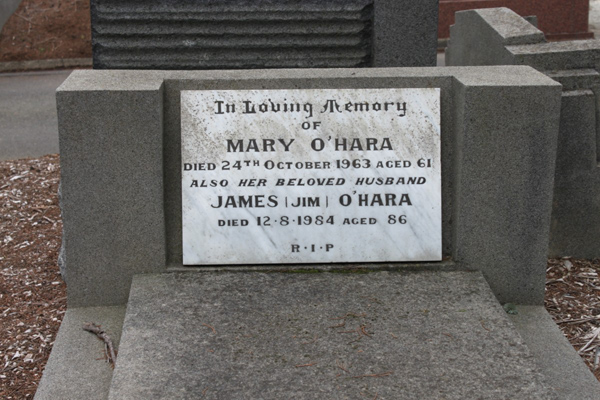 In Loving Memory
OF
MARY O'HARA
DIED 24TH OCTOBER 1963 AGED 61
ALSO HER BELOVED HUSBAND
JAMES (JIM) O'HARA
DIED 12·8·1984 AGED 86
R·I·P